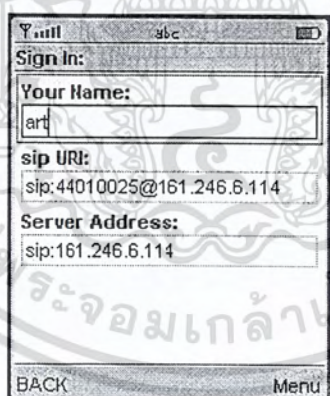 abc
Sign In:
Your Name:
art
sip URI:
sip:44010025@161.246.6.114
Server Address:
sip:161.246.6.114
BACK Menu